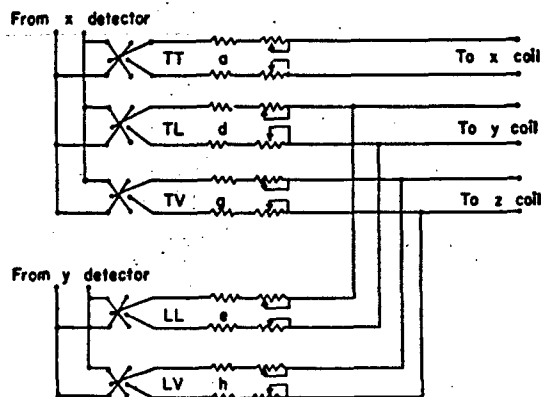 From x detector
TT a
To x coil
TL d
To y coil
TV g
To z coil
From y detector
LL e
LV h